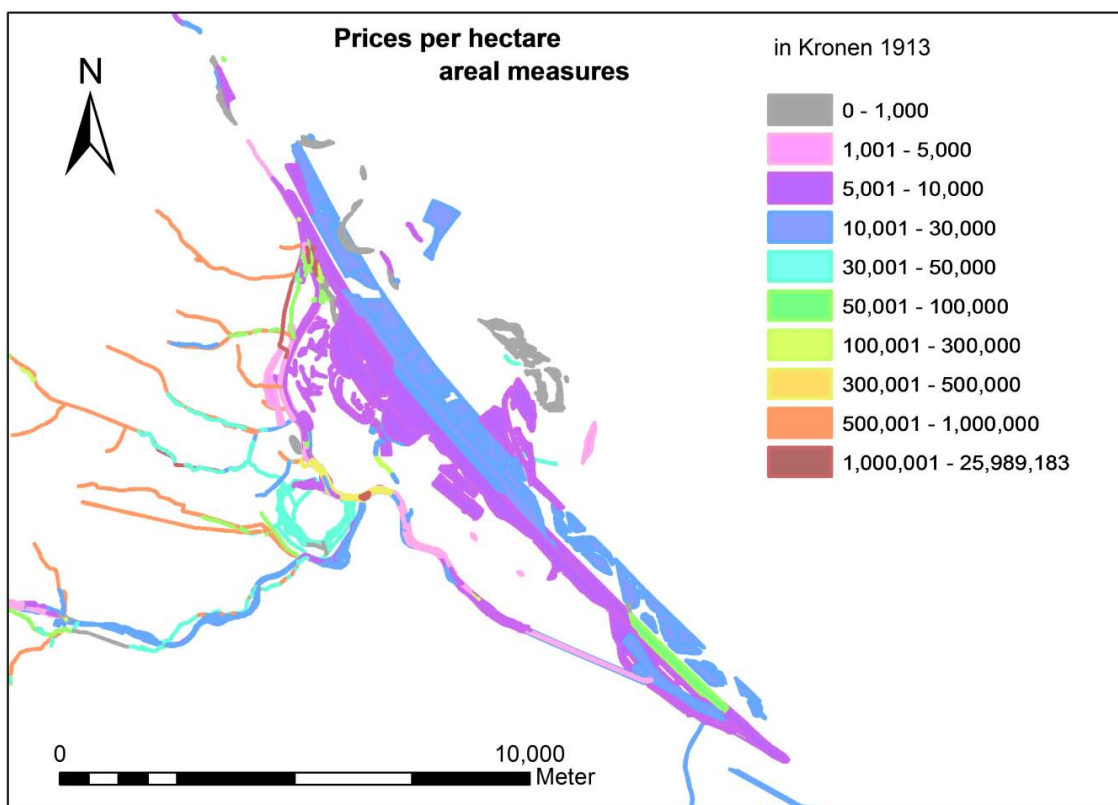 Prices per hectare
areal measures
in Kronen 1913
N
0 - 1,000
1,001 - 5,000
5,001 - 10,000
10,001 - 30,000
30,001 - 50,000
50,001 - 100,000
100,001 - 300,000
300,001 - 500,000
500,001 - 1,000,000
1,000,001 - 25,989,183
0 10,000
Meter